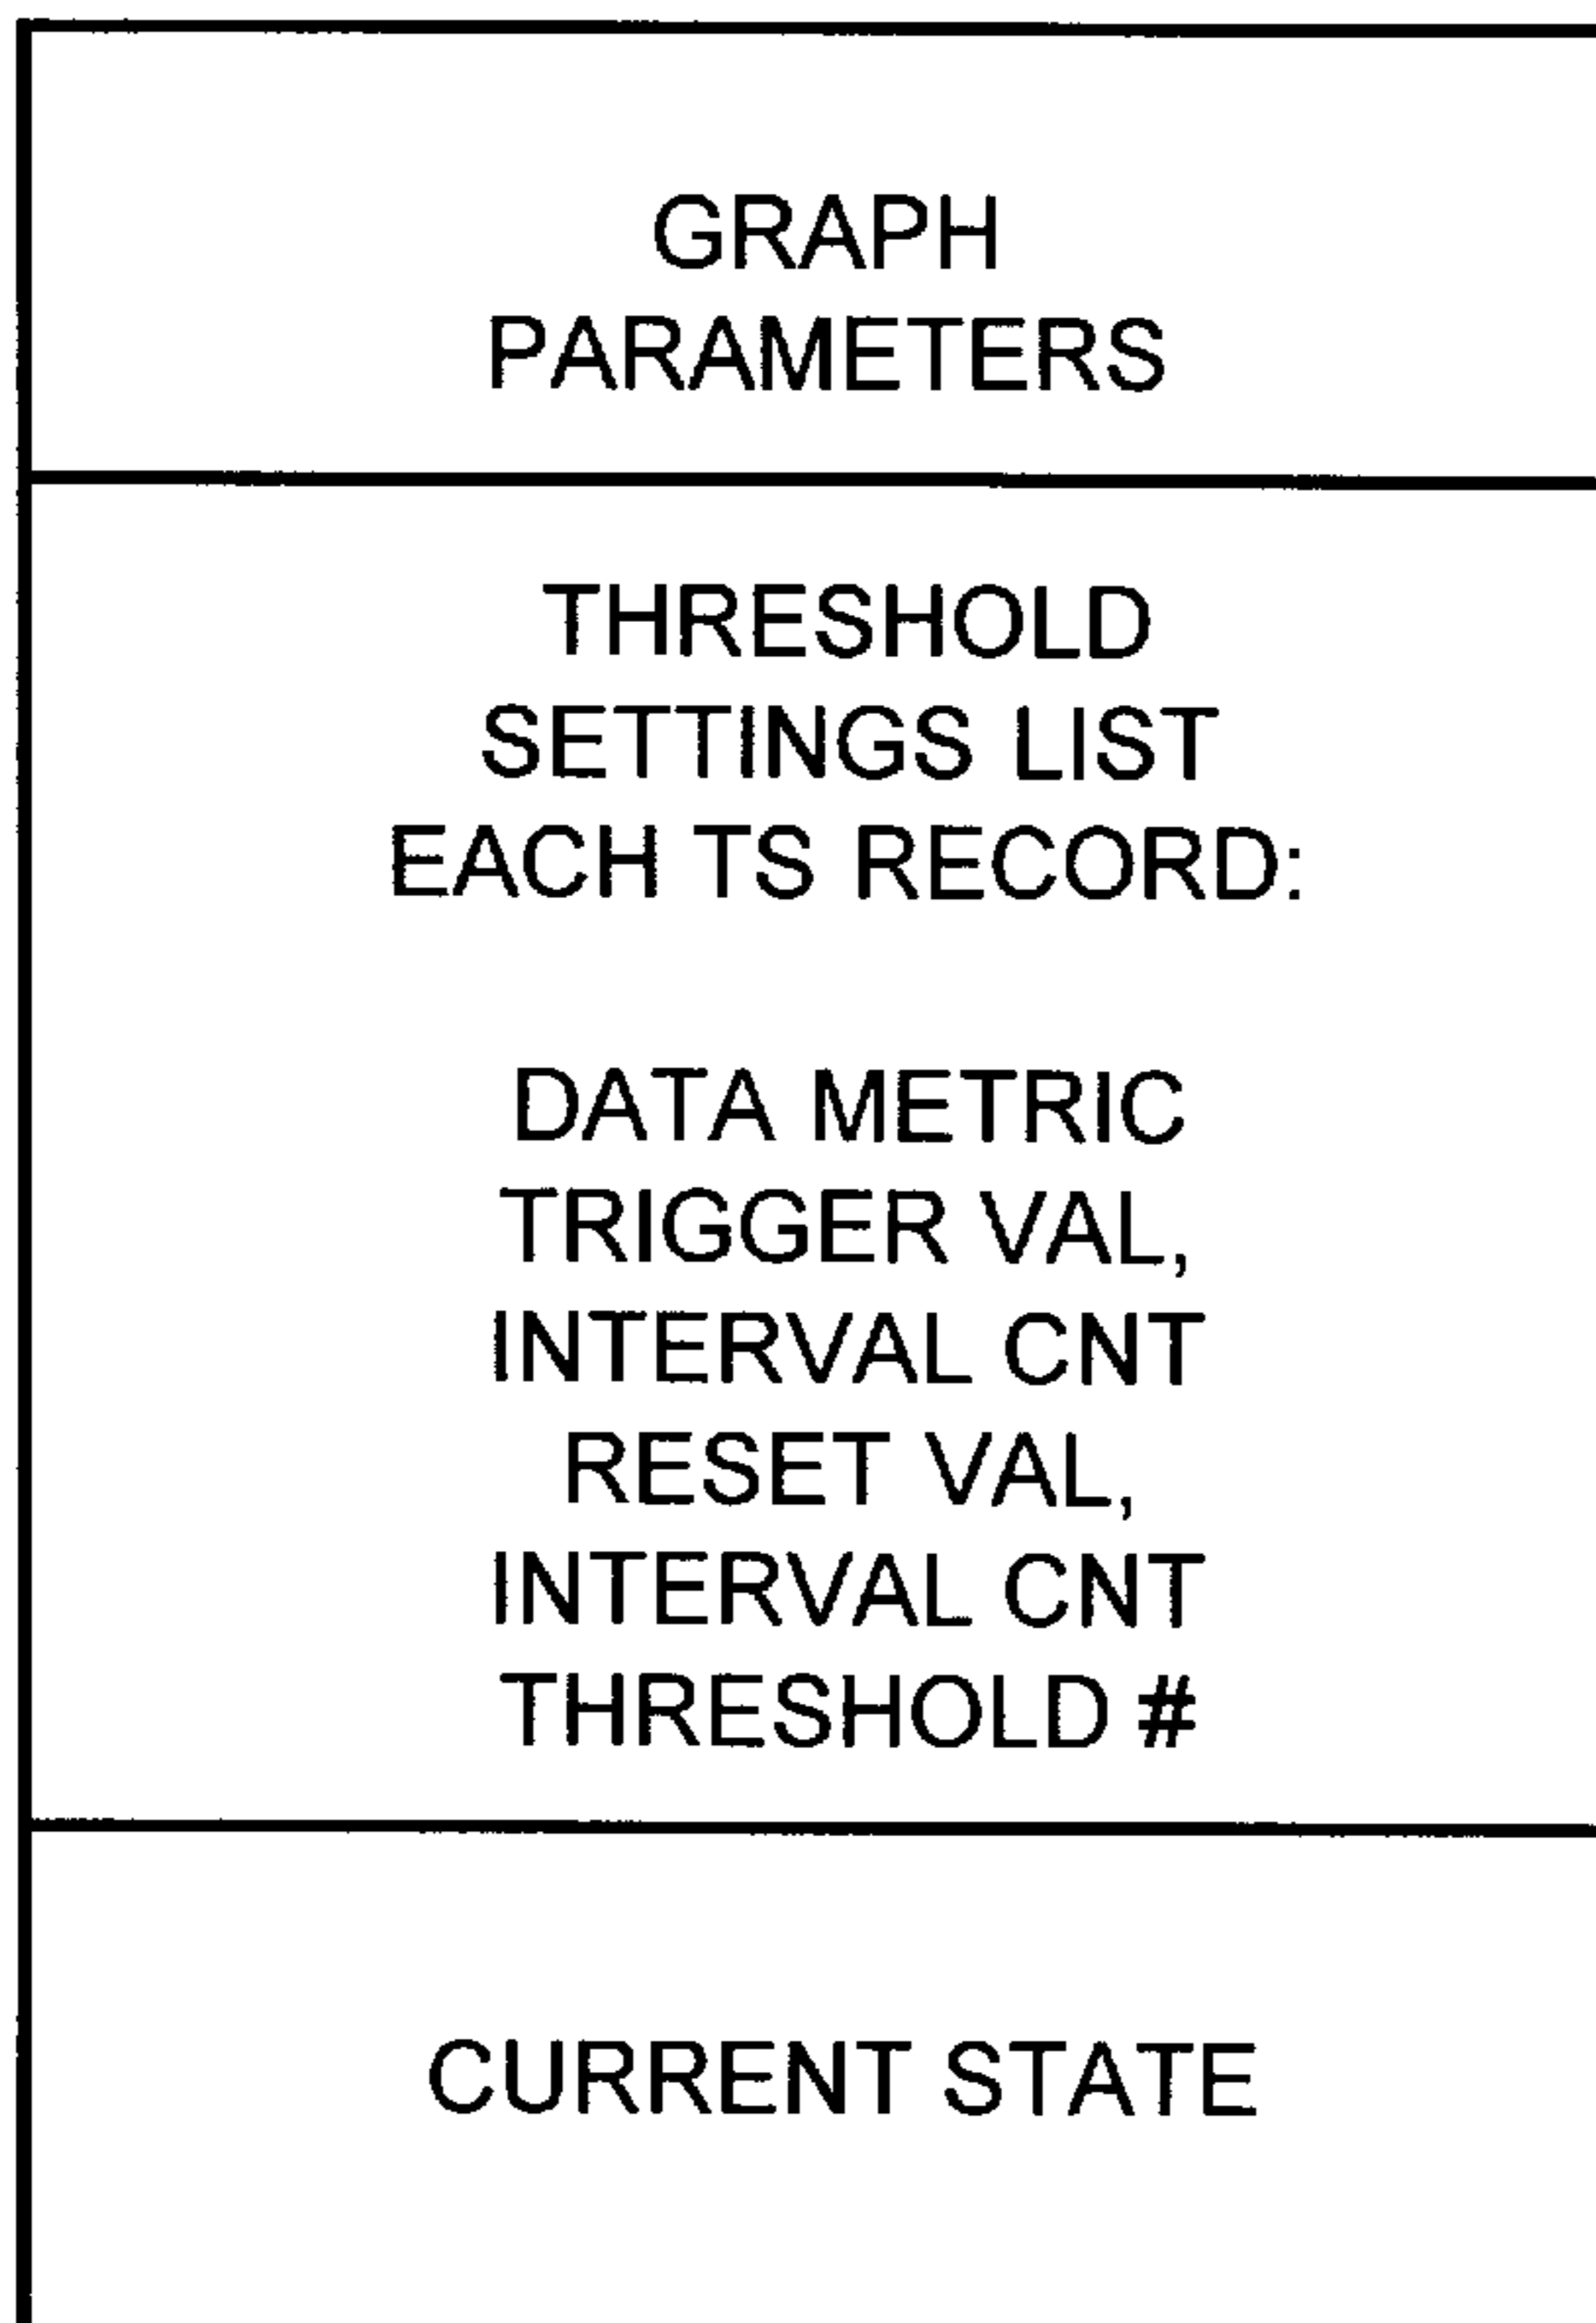 GRAPH
PARAMETERS
THRESHOLD
SETTINGS LIST
EACH TS RECORD:
DATA METRIC
TRIGGER VAL,
INTERVAL CNT
RESET VAL,
INTERVAL CNT
THRESHOLD #
CURRENT STATE